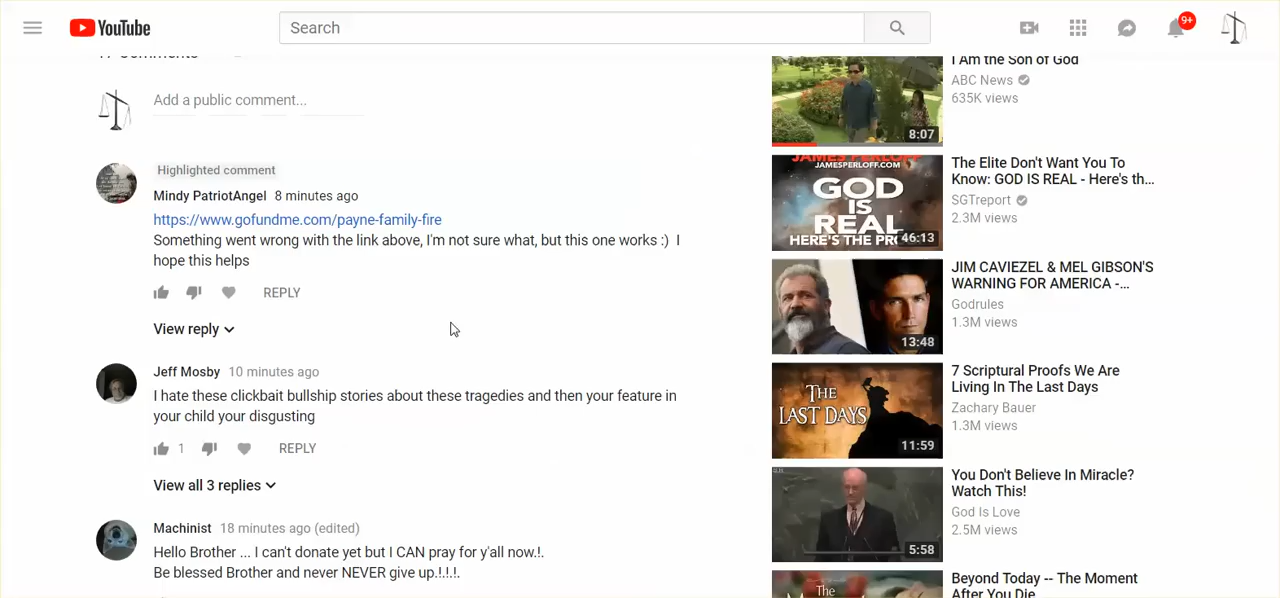 YouTube
Search
9+
Comments
Add a public comment...
Highlighted comment
Mindy PatriotAngel 8 minutes ago
https://www.gofundme.com/payne-family-fire
Something went wrong with the link above, I'm not sure what, but this one works :) I
hope this helps
REPLY
View reply
Jeff Mosby 10 minutes ago
I hate these clickbait bullship stories about these tragedies and then your feature in
your child your disgusting
1 REPLY
View all 3 replies
Machinist 18 minutes ago (edited)
Hello Brother ... I can't donate yet but I CAN pray for y'all now.!.
Be blessed Brother and never NEVER give up.!.!.!.
I Am the Son of God
ABC News
635K views
8:07
JAMES PERLOFF
JAMESPERLOFF.COM
GOD
IS
REAL
HERE'S THE
46:13
The Elite Don't Want You To
Know: GOD IS REAL - Here's th...
SGTreport
2.3M views
13:48
JIM CAVIEZEL & MEL GIBSON'S
WARNING FOR AMERICA -...
Godrules
1.3M views
THE
LAST DAYS
11:59
7 Scriptural Proofs We Are
Living In The Last Days
Zachary Bauer
1.3M views
5:58
You Don't Believe In Miracle?
Watch This!
God Is Love
2.5M views
The
Beyond Today -- The Moment
After You Die